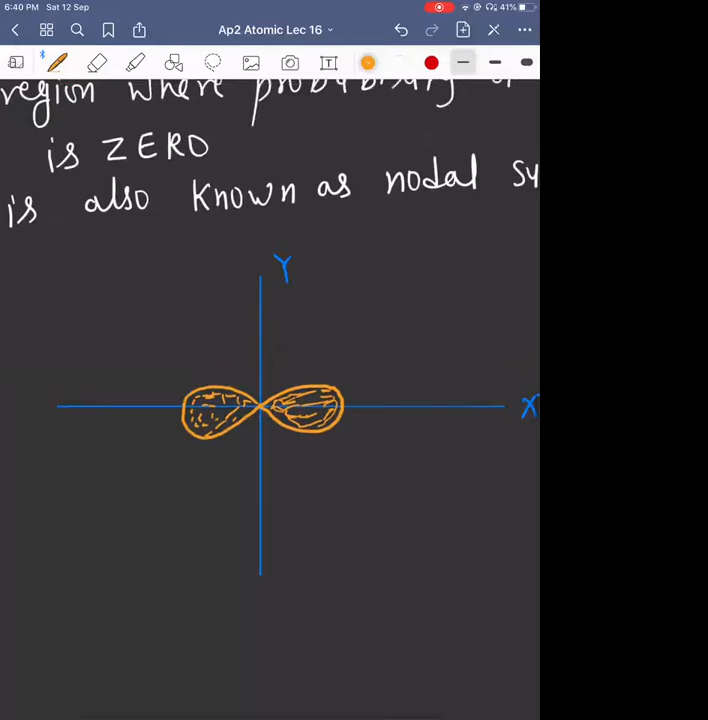 6:40 PM Sat 12 Sep 41%
Ap2 Atomic Lec 16
T
region where probability
is ZERO
is also known as nodal
Y
X